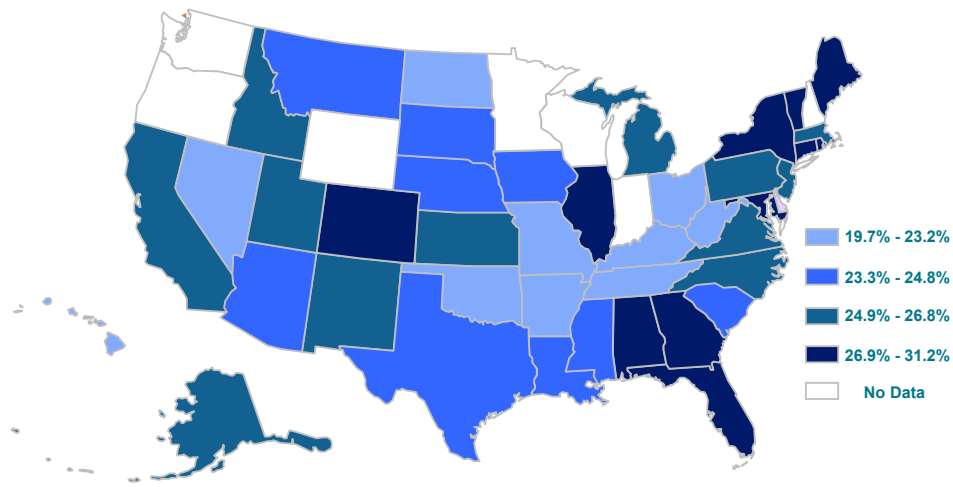 19.7% - 23.2%
23.3% - 24.8%
24.9% - 26.8%
26.9% - 31.2%
No Data